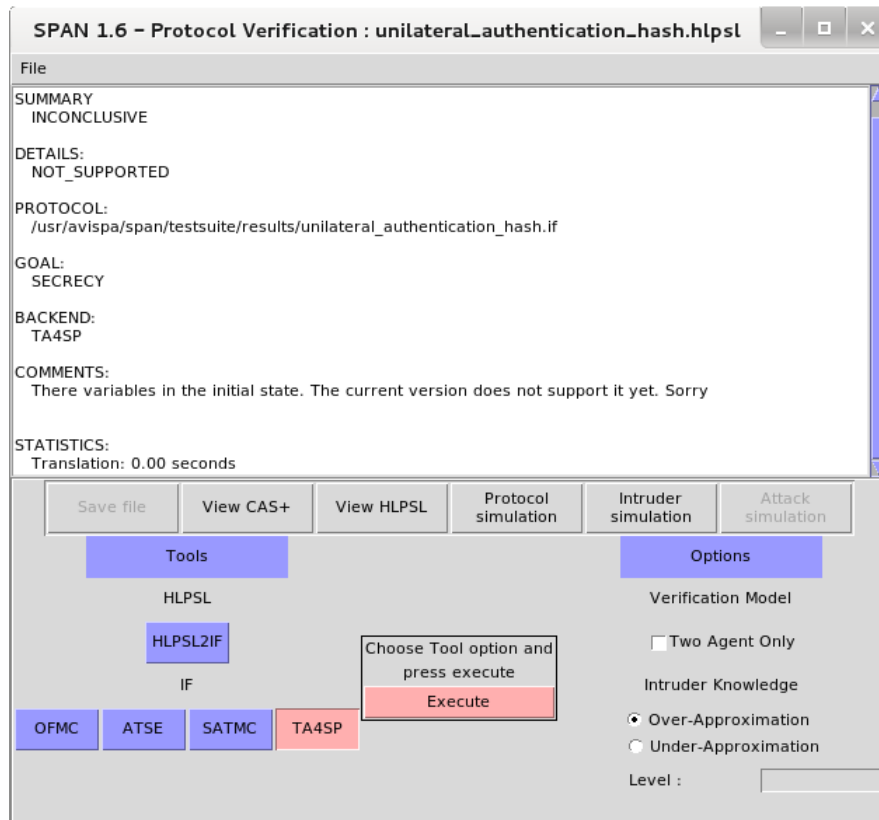 SPAN 1.6 - Protocol Verification : unilateral_authentication_hash.hlpsl
File
SUMMARY
INCONCLUSIVE
DETAILS:
NOT_SUPPORTED
PROTOCOL:
/usr/avispa/span/testsuite/results/unilateral_authentication_hash.if
GOAL:
SECRECY
BACKEND:
TA4SP
COMMENTS:
There variables in the initial state. The current version does not support it yet. Sorry
STATISTICS:
Translation: 0.00 seconds
Save file
View CAS+
View HLPSL
Protocol
simulation
Intruder
simulation
Attack
simulation
Tools
HLPSL
HLPSL2IF
IF
OFMC
ATSE
SATMC
TA4SP
Choose Tool option and
press execute
Execute
Options
Verification Model
Two Agent Only
Intruder Knowledge
Over-Approximation
Under-Approximation
Level :